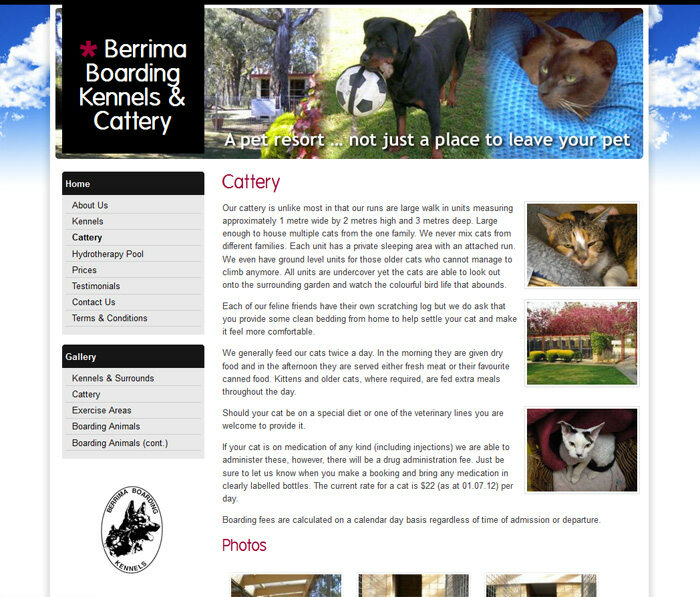 * Berrima
Boarding
Kennels &
Cattery
A pet resort ... not just a place to leave your pet
Home
About Us
Kennels
Cattery
Hydrotherapy Pool
Prices
Testimonials
Contact Us
Terms & Conditions
Gallery
Kennels & Surrounds
Cattery
Exercise Areas
Boarding Animals
Boarding Animals (cont.)
BERRIMA BOARDING
KENNELS
Cattery
Our cattery is unlike most in that our runs are large walk in units measuring
approximately 1 metre wide by 2 metres high and 3 metres deep. Large
enough to house multiple cats from the one family. We never mix cats from
different families. Each unit has a private sleeping area with an attached run.
We even have ground level units for those older cats who cannot manage to
climb anymore. All units are undercover yet the cats are able to look out
onto the surrounding garden and watch the colourful bird life that abounds.
Each of our feline friends have their own scratching log but we do ask that
you provide some clean bedding from home to help settle your cat and make
it feel more comfortable.
We generally feed our cats twice a day. In the morning they are given dry
food and in the afternoon they are served either fresh meat or their favourite
canned food. Kittens and older cats, where required, are fed extra meals
throughout the day.
Should your cat be on a special diet or one of the veterinary lines you are
welcome to provide it.
If your cat is on medication of any kind (including injections) we are able to
administer these, however, there will be a drug administration fee. Just be
sure to let us know when you make a booking and bring any medication in
clearly labelled bottles. The current rate for a cat is $22 (as at 01.07.12) per
day.
Boarding fees are calculated on a calendar day basis regardless of time of admission or departure.
Photos